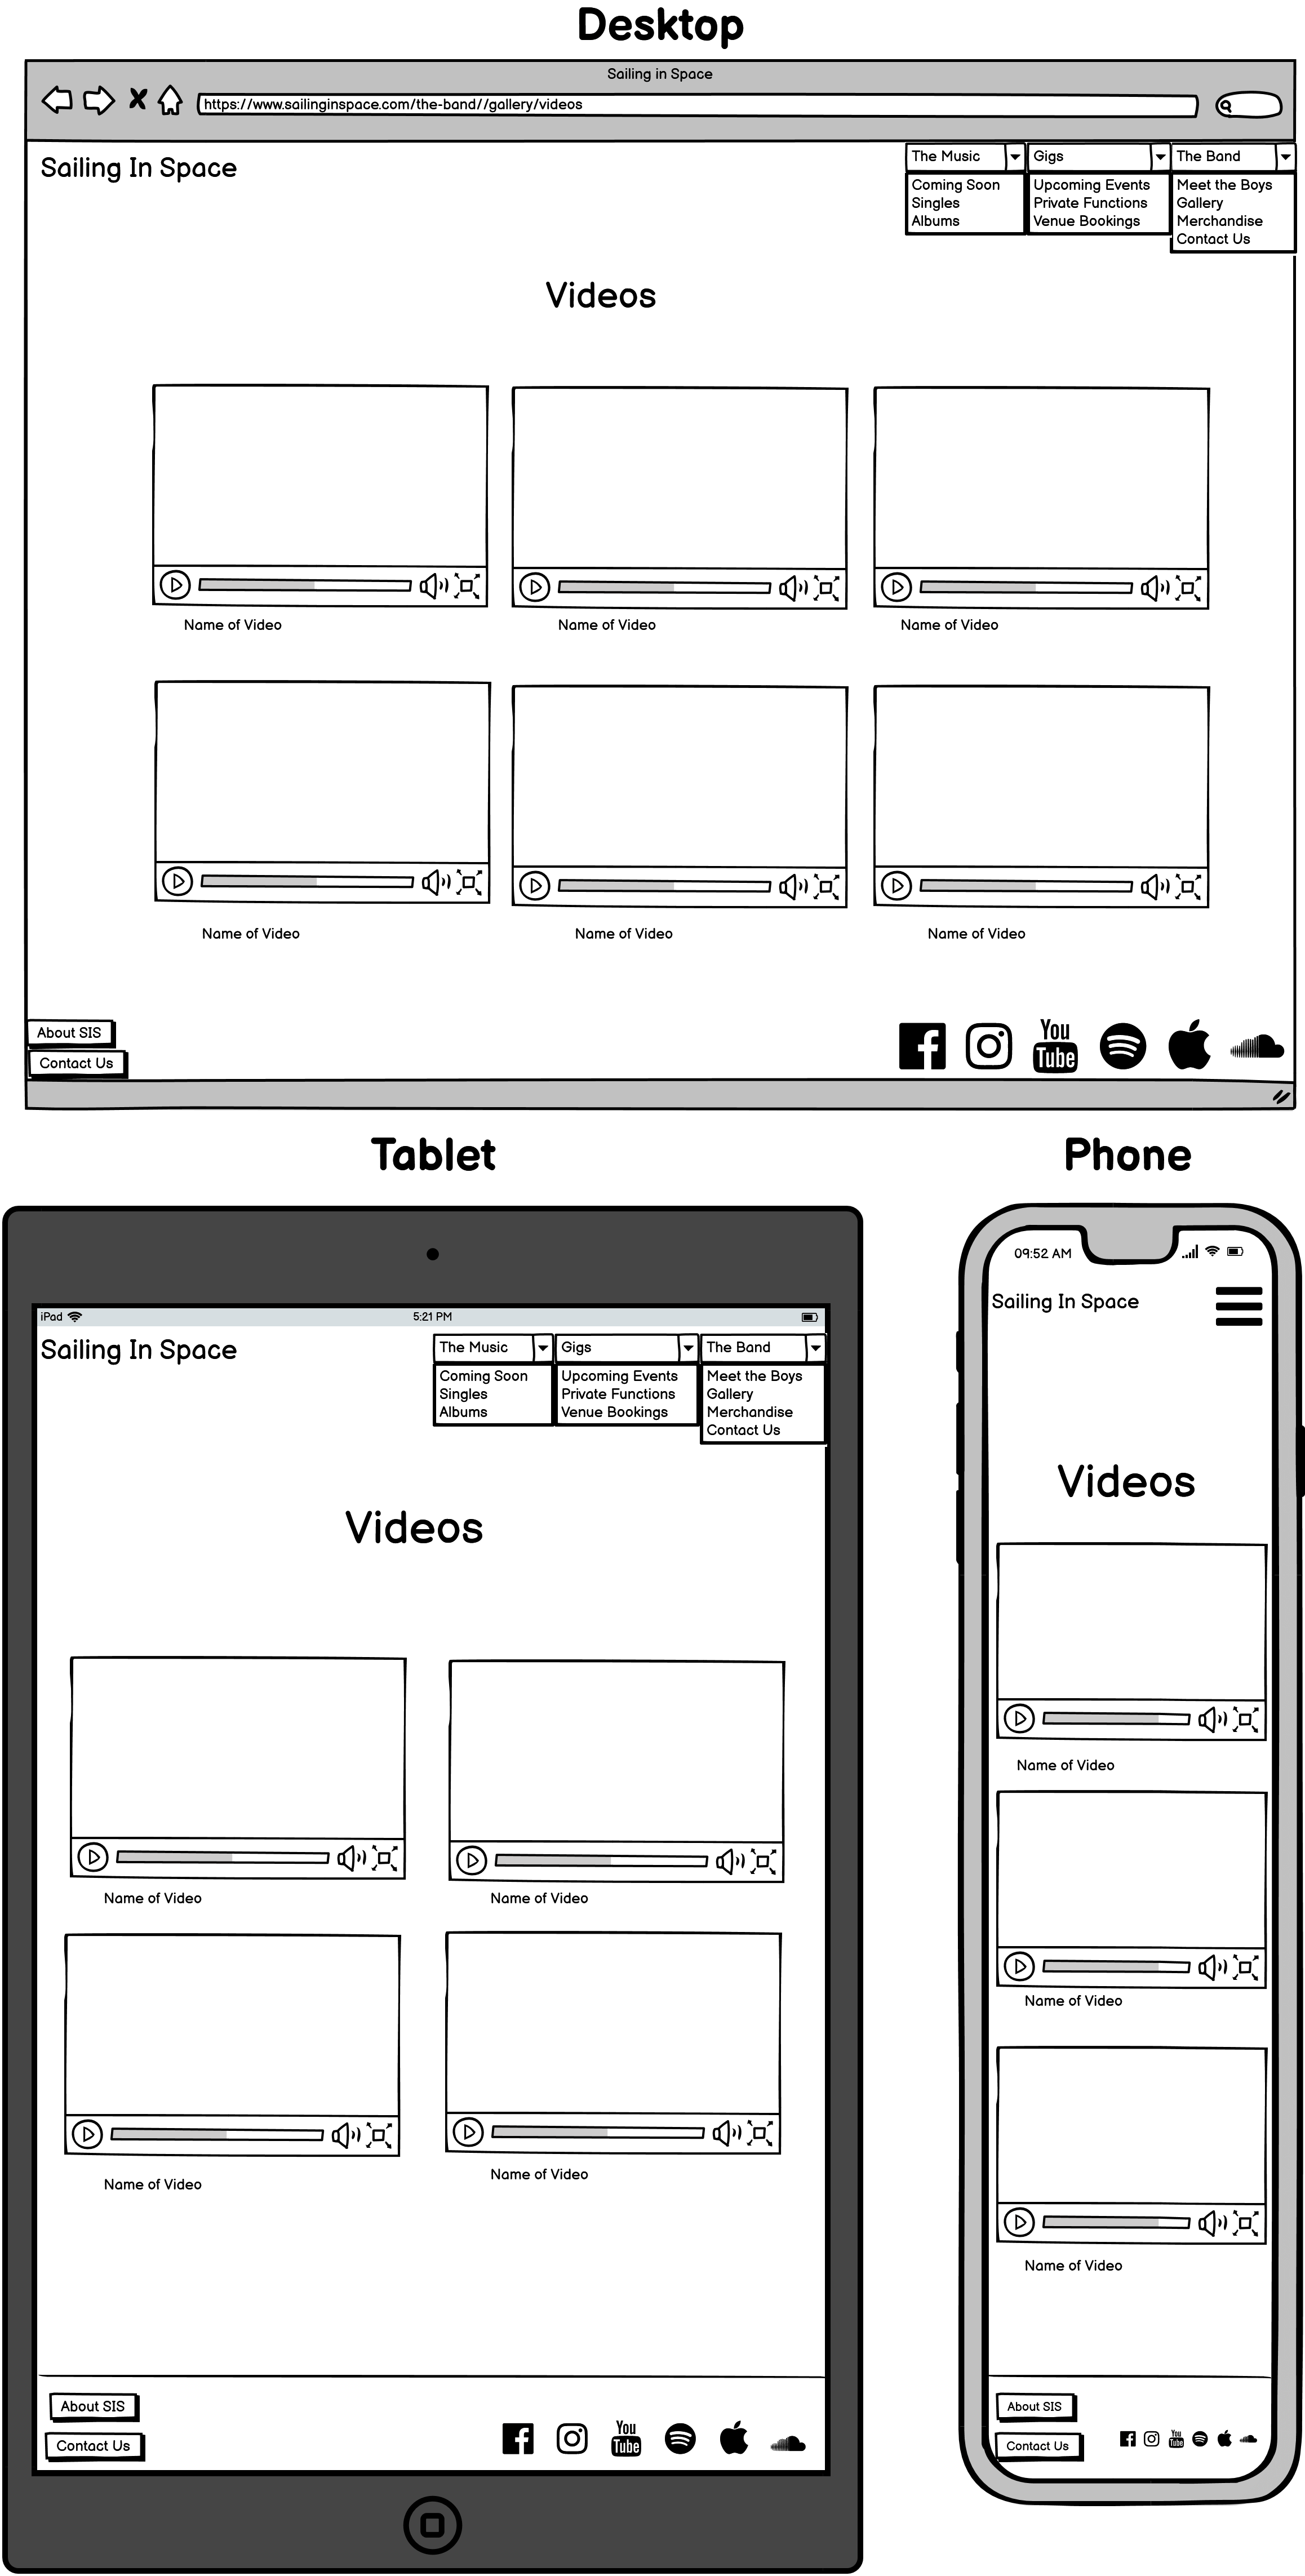 Desktop
Sailing in Space
https://www.sailinginspace.com/the-band//gallery/videos
Sailing In Space
The Music
Gigs
The Band
Coming Soon
Singles
Albums
Upcoming Events
Private Functions
Venue Bookings
Meet the Boys
Gallery
Merchandise
Contact Us
Videos
Name of Video
Name of Video
Name of Video
Name of Video
Name of Video
Name of Video
About SIS
Contact Us
You
Tube
Tablet
iPad
5:21 PM
Sailing In Space
The Music
Gigs
The Band
Coming Soon
Singles
Albums
Upcoming Events
Private Functions
Venue Bookings
Meet the Boys
Gallery
Merchandise
Contact Us
Videos
Name of Video
Name of Video
Name of Video
Name of Video
About SIS
Contact Us
You
Tube
Phone
09:52 AM
Sailing In Space
Videos
Name of Video
Name of Video
Name of Video
About SIS
Contact Us
You
Tube